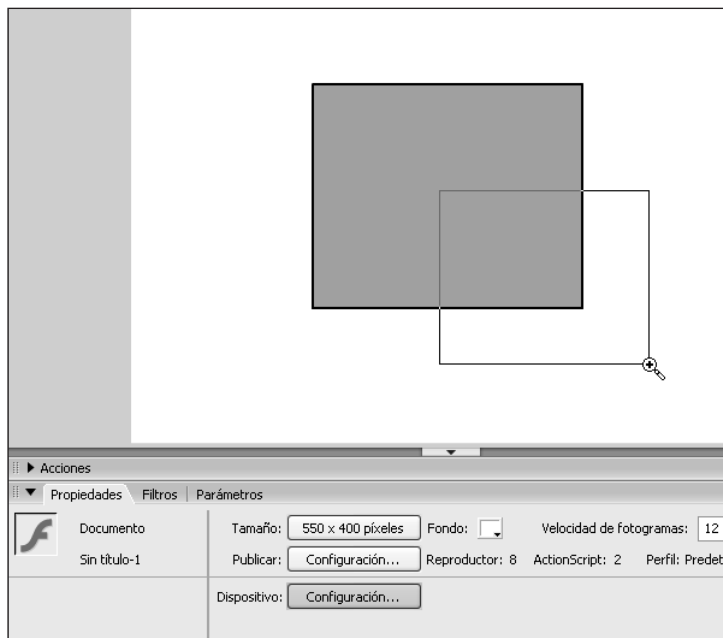 Acciones
Propiedades Filtros Parámetros
Documento Tamaño: 550 x 400 píxeles Fondo: Velocidad de fotogramas: 12
Sin título-1 Publicar: Configuración... Reproductor: 8 ActionScript: 2 Perfil: Predet
Dispositivo: Configuración...